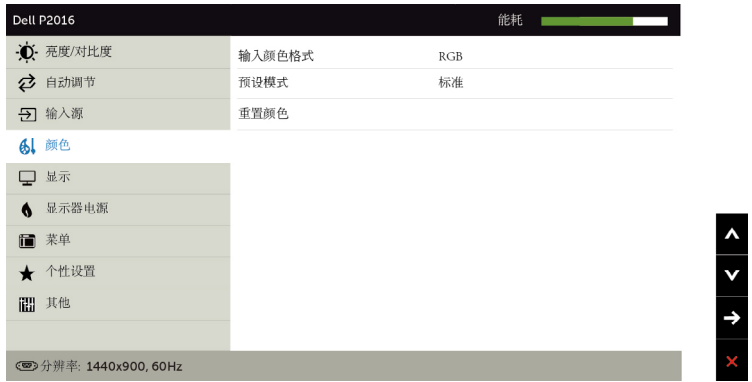 Dell P2016
能耗
亮度/对比度
自动调节
输入源
颜色
显示
显示器电源
菜单
个性设置
其他
输入颜色格式 RGB
预设模式 标准
重置颜色
分辨率: 1440x900, 60Hz